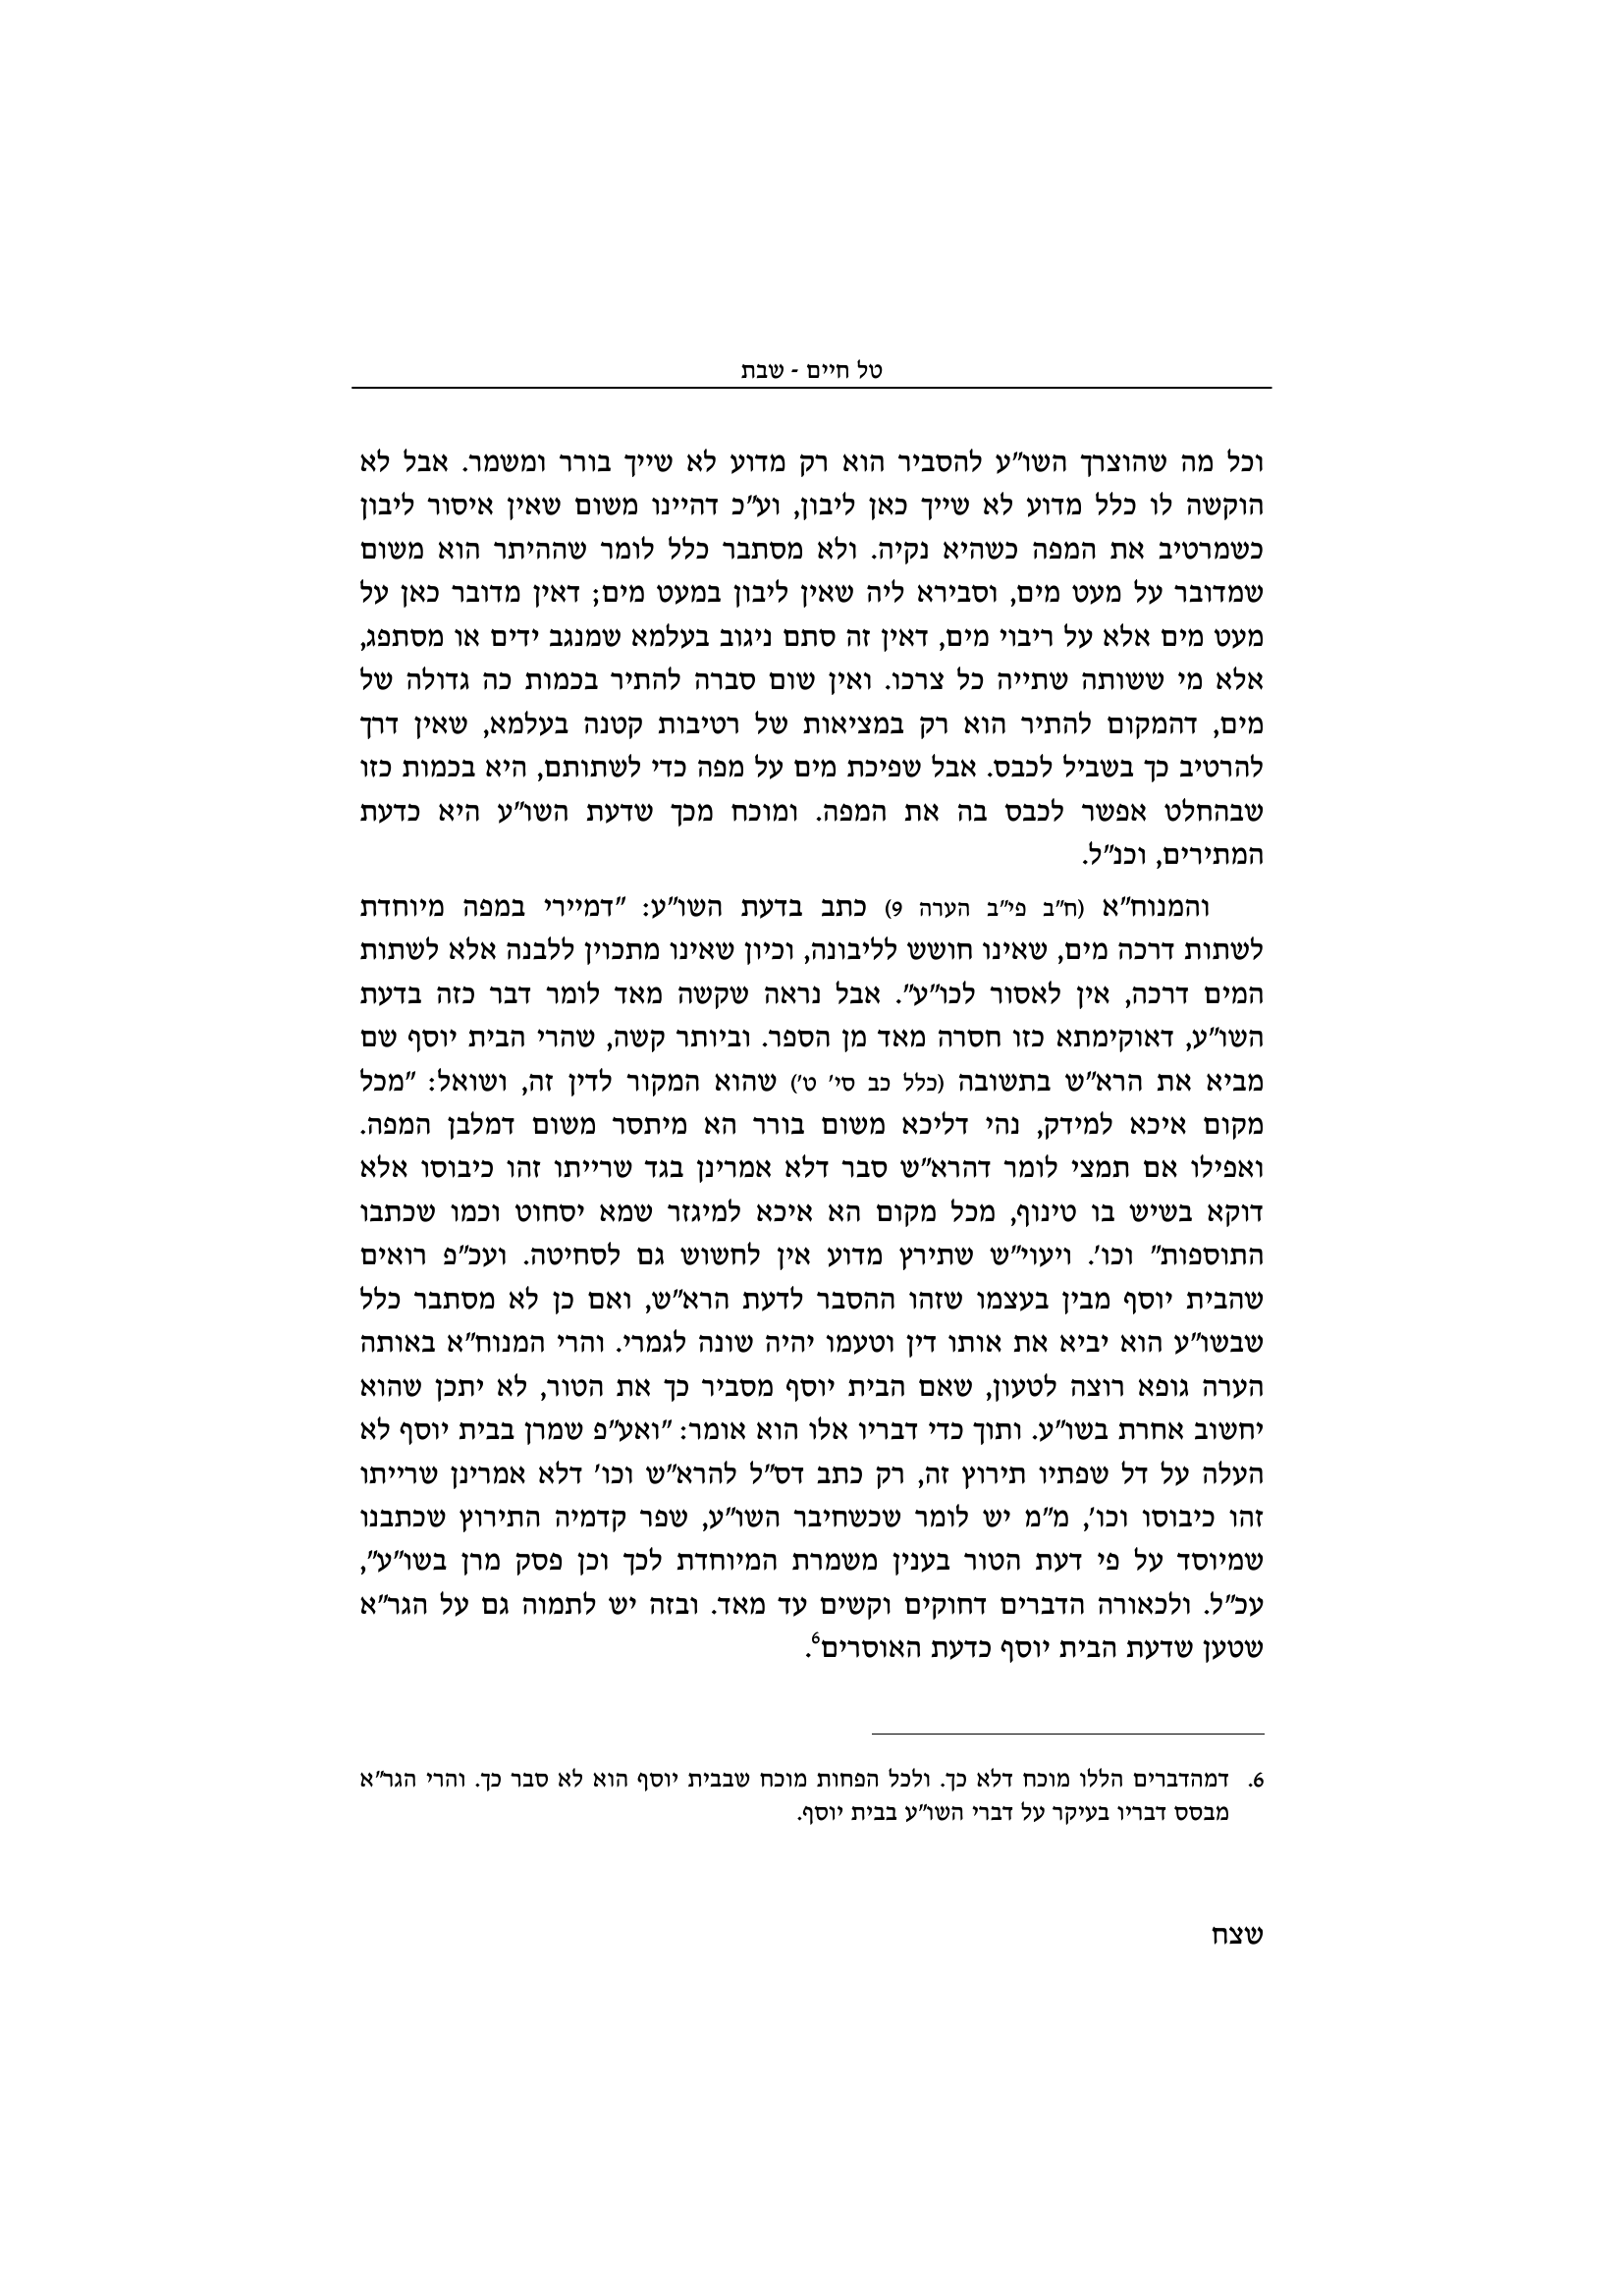 טל חיים - שבת
וכל מה שהוצרך השו"ע להסביר הוא רק מדוע לא שייך בורר ומשמר. אבל לא
הוקשה לו כלל מדוע לא שייך כאן ליבון, וע"כ דהיינו משום שאין איסור ליבון
כשמרטיב את המפה כשהיא נקיה. ולא מסתבר כלל לומר שההיתר הוא משום
שמדובר על מעט מים, וסבירא ליה שאין ליבון במעט מים; דאין מדובר כאן על
מעט מים אלא על ריבוי מים, דאין זה סתם ניגוב בעלמא שמנגב ידים או מסתפג,
אלא מי ששותה שתייה כל צרכו. ואין שום סברה להתיר בכמות כה גדולה של
מים, דהמקום להתיר הוא רק במציאות של רטיבות קטנה בעלמא, שאין דרך
להרטיב כך בשביל לכבס. אבל שפיכת מים על מפה כדי לשתותם, היא בכמות כזו
שבהחלט אפשר לכבס בה את המפה. ומוכח מכך שדעת השו"ע היא כדעת
המתירים, וכנ"ל.
והמנוח"א (ח"ב פי"ב הערה 9) כתב בדעת השו"ע: "דמיירי במפה מיוחדת
לשתות דרכה מים, שאינו חושש לליבונה, וכיון שאינו מתכוין ללבנה אלא לשתות
המים דרכה, אין לאסור לכו"ע". אבל נראה שקשה מאד לומר דבר כזה בדעת
השו"ע, דאוקימתא כזו חסרה מאד מן הספר. וביותר קשה, שהרי הבית יוסף שם
מביא את הרא"ש בתשובה (כלל כב סי' ט') שהוא המקור לדין זה, ושואל: "מכל
מקום איכא למידק, נהי דליכא משום בורר הא מיתסר משום דמלבן המפה.
ואפילו אם תמצי לומר דהרא"ש סבר דלא אמרינן בגד שרייתו זהו כיבוסו אלא
דוקא בשיש בו טינוף, מכל מקום הא איכא למיגזר שמא יסחוט וכמו שכתבו
התוספות" וכו'. ויעוי"ש שתירץ מדוע אין לחשוש גם לסחיטה. ועכ"פ רואים
שהבית יוסף מבין בעצמו שזהו ההסבר לדעת הרא"ש, ואם כן לא מסתבר כלל
שבשו"ע הוא יביא את אותו דין וטעמו יהיה שונה לגמרי. והרי המנוח"א באותה
הערה גופא רוצה לטעון, שאם הבית יוסף מסביר כך את הטור, לא יתכן שהוא
יחשוב אחרת בשו"ע. ותוך כדי דבריו אלו הוא אומר: "ואע"פ שמרן בבית יוסף לא
העלה על דל שפתיו תירוץ זה, רק כתב דס"ל להרא"ש וכו' דלא אמרינן שרייתו
זהו כיבוסו וכו', מ"מ יש לומר שכשחיבר השו"ע, שפר קדמיה התירוץ שכתבנו
שמיוסד על פי דעת הטור בענין משמרת המיוחדת לכך וכן פסק מרן בשו"ע",
עכ"ל. ולכאורה הדברים דחוקים וקשים עד מאד. ובזה יש לתמוה גם על הגר"א
שטען שדעת הבית יוסף כדעת האוסרים6.
6. דמהדברים הללו מוכח דלא כך. ולכל הפחות מוכח שבבית יוסף הוא לא סבר כך. והרי הגר"א
מבסס דבריו בעיקר על דברי השו"ע בבית יוסף.
שצח